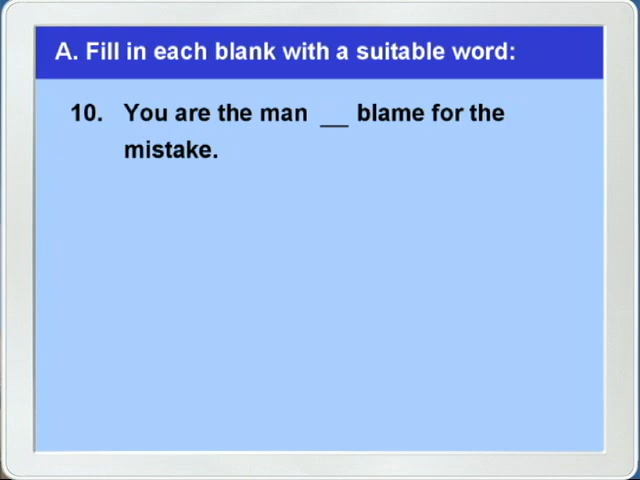 A. Fill in each blank with a suitable word:
10. You are the man __ blame for the
mistake.